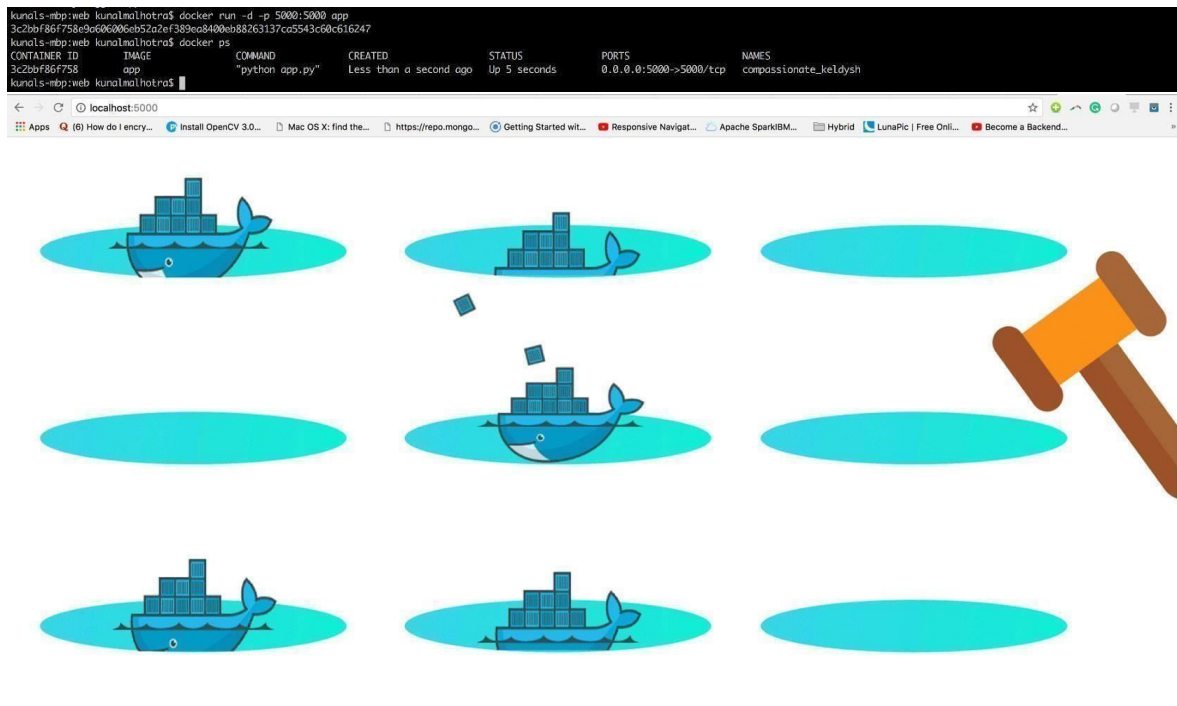 kunals-mbp:web kunalmalhotra$ docker run -d -p 5000:5000 app
3c2bbf86f758e9a606006eb52a2ef389ea8400eb88263137ca5543c60c616247
kunals-mbp:web kunalmalhotra$ docker ps
CONTAINER ID IMAGE COMMAND CREATED STATUS PORTS NAMES
3c2bbf86f758 app "python app.py" Less than a second ago Up 5 seconds 0.0.0.0:5000->5000/tcp compassionate_keldysh
kunals-mbp:web kunalmalhotra$
localhost:5000
Apps (6) How do I encry... Install OpenCV 3.0... Mac OS X: find the... https://repo.mongo... Getting Started wit... Responsive Navigat... Apache SparkIBM... Hybrid LunaPic | Free Onli... Become a Backend... »